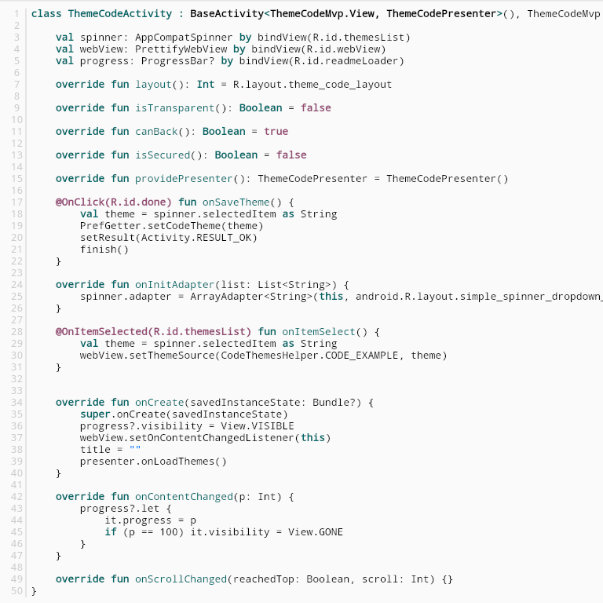 1 class ThemeCodeActivity : BaseActivity<ThemeCodeMvp.View, ThemeCodePresenter>(), ThemeCodeMvp
2
3 val spinner: AppCompatSpinner by bindView(R.id.themesList)
4 val webView: PrettifyWebView by bindView(R.id.webView)
5 val progress: ProgressBar? by bindView(R.id.readmeLoader)
6
7 override fun layout(): Int = R.layout.theme_code_layout
8
9 override fun isTransparent(): Boolean = false
10
11 override fun canBack(): Boolean = true
12
13 override fun isSecured(): Boolean = false
14
15 override fun providePresenter(): ThemeCodePresenter = ThemeCodePresenter()
16
17 @OnClick(R.id.done) fun onSaveTheme() {
18 val theme = spinner.selectedItem as String
19 PrefGetter.setCodeTheme(theme)
20 setResult(Activity.RESULT_OK)
21 finish()
22 }
23
24 override fun onInitAdapter(list: List<String>) {
25 spinner.adapter = ArrayAdapter<String>(this, android.R.layout.simple_spinner_dropdown_
26 }
27
28 @OnItemSelected(R.id.themesList) fun onItemSelect() {
29 val theme = spinner.selectedItem as String
30 webView.setThemeSource(CodeThemesHelper.CODE_EXAMPLE, theme)
31 }
32
33
34 override fun onCreate(savedInstanceState: Bundle?) {
35 super.onCreate(savedInstanceState)
36 progress?.visibility = View.VISIBLE
37 webView.setOnContentChangedListener(this)
38 title = ""
39 presenter.onLoadThemes()
40 }
41
42 override fun onContentChanged(p: Int) {
43 progress?.let {
44 it.progress = p
45 if (p == 100) it.visibility = View.GONE
46 }
47 }
48
49 override fun onScrollChanged(reachedTop: Boolean, scroll: Int) {}
50 }